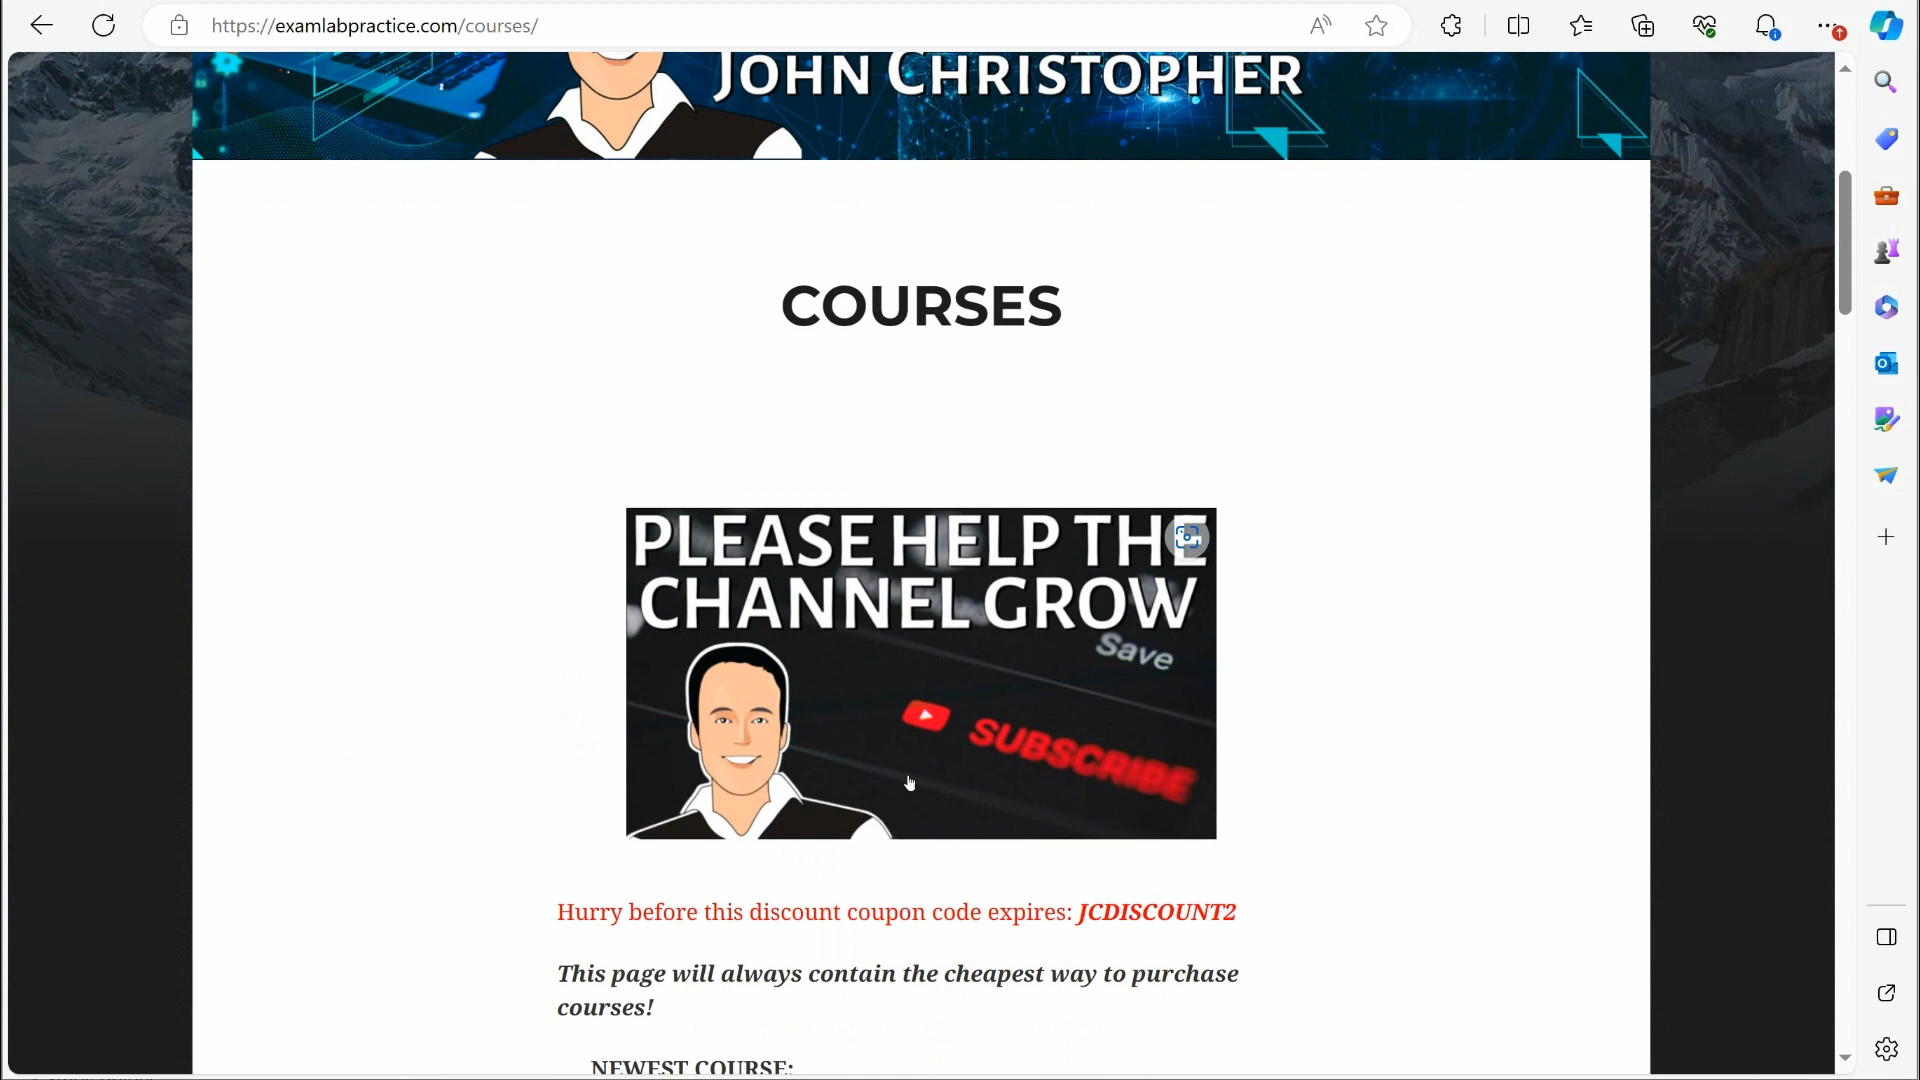 https://examlabpractice.com/courses/
JOHN CHRISTOPHER
COURSES
PLEASE HELP THE
CHANNEL GROW
Save
SUBSCRIBE
Hurry before this discount coupon code expires: JCDISCOUNT2
This page will always contain the cheapest way to purchase
courses!
NEWEST COURSE: